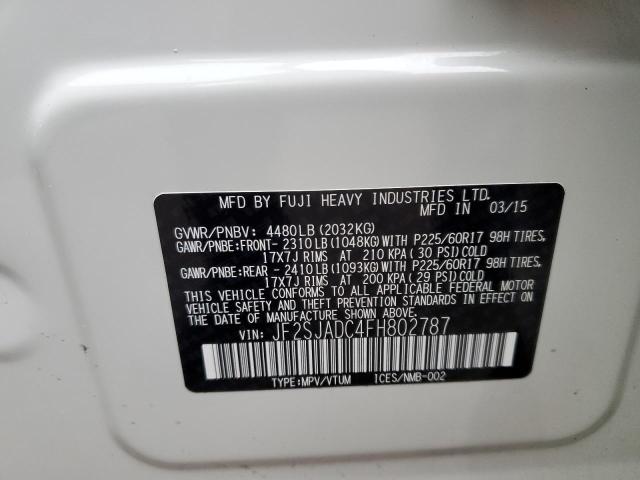 MFD BY FUJI HEAVY INDUSTRIES LTD.
MFD IN 03/15
GVWR/PNBV: 4480LB(2032KG)
GAWR/PNBE:FRONT- 2310LB(1048KG)WITH P225/60R17 98H TIRES,
17X7J RIMS AT 210 KPA(30 PSI)COLD
GAWR/PNBE:REAR - 2410LB(1093KG)WITH P225/60R17 98H TIRES,
17X7J RIMS AT 200 KPA(29 PSI)COLD
THIS VEHICLE CONFORMS TO ALL APPLICABLE FEDERAL MOTOR
VEHICLE SAFETY AND THEFT PREVENTION STANDARDS IN EFFECT ON
THE DATE OF MANUFACTURE SHOWN ABOVE.
VIN: JF2SJADC4FH802787
TYPE:MPV/VTUM ICES/NMB-002